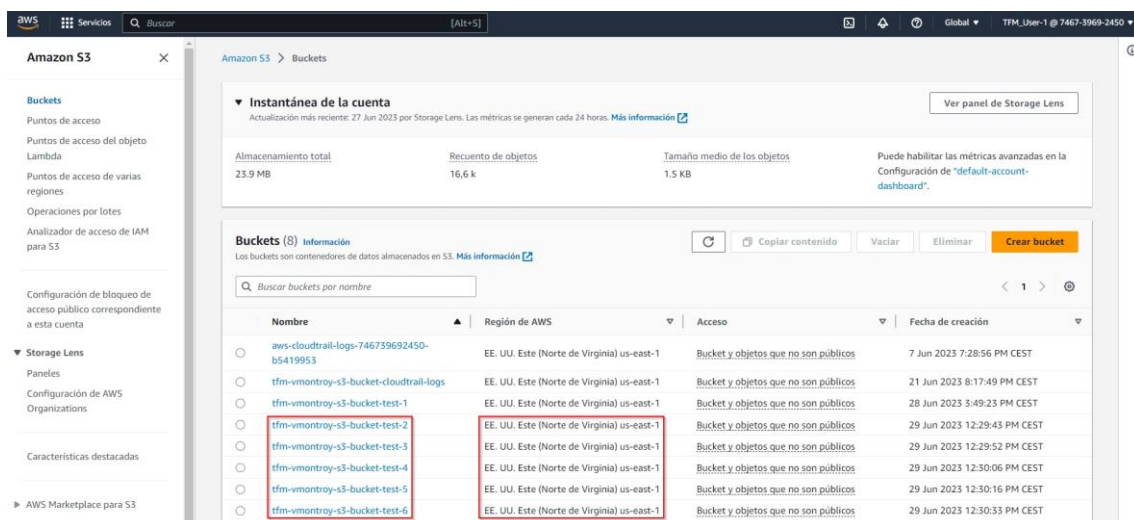 aws Servicios Buscar [Alt+S] Global TFM_User-1 @ 7467-3969-2450
Amazon S3
Buckets
Puntos de acceso
Puntos de acceso del objeto
Lambda
Puntos de acceso de varias
regiones
Operaciones por lotes
Analizador de acceso de IAM
para S3
Configuración de bloqueo de
acceso público correspondiente
a esta cuenta
Storage Lens
Paneles
Configuración de AWS
Organizations
Características destacadas
AWS Marketplace para S3
Amazon S3 > Buckets
Instantánea de la cuenta
Actualización más reciente: 27 Jun 2023 por Storage Lens. Las métricas se generan cada 24 horas. Más información
Ver panel de Storage Lens
Almacenamiento total
23.9 MB
Recuento de objetos
16,6 k
Tamaño medio de los objetos
1.5 KB
Puede habilitar las métricas avanzadas en la
Configuración de "default-account-
dashboard".
Buckets (8) Información
Los buckets son contenedores de datos almacenados en S3. Más información
Copiar contenido Vaciar Eliminar Crear bucket
Buscar buckets por nombre
< 1 >
Nombre Región de AWS Acceso Fecha de creación
aws-cloudtrail-logs-746739692450-
b5419953 EE. UU. Este (Norte de Virginia) us-east-1 Bucket y objetos que no son públicos 7 Jun 2023 7:28:56 PM CEST
tfm-vmontroy-s3-bucket-cloudtrail-logs EE. UU. Este (Norte de Virginia) us-east-1 Bucket y objetos que no son públicos 21 Jun 2023 8:17:49 PM CEST
tfm-vmontroy-s3-bucket-test-1 EE. UU. Este (Norte de Virginia) us-east-1 Bucket y objetos que no son públicos 28 Jun 2023 3:49:23 PM CEST
tfm-vmontroy-s3-bucket-test-2 EE. UU. Este (Norte de Virginia) us-east-1 Bucket y objetos que no son públicos 29 Jun 2023 12:29:43 PM CEST
tfm-vmontroy-s3-bucket-test-3 EE. UU. Este (Norte de Virginia) us-east-1 Bucket y objetos que no son públicos 29 Jun 2023 12:29:52 PM CEST
tfm-vmontroy-s3-bucket-test-4 EE. UU. Este (Norte de Virginia) us-east-1 Bucket y objetos que no son públicos 29 Jun 2023 12:30:06 PM CEST
tfm-vmontroy-s3-bucket-test-5 EE. UU. Este (Norte de Virginia) us-east-1 Bucket y objetos que no son públicos 29 Jun 2023 12:30:16 PM CEST
tfm-vmontroy-s3-bucket-test-6 EE. UU. Este (Norte de Virginia) us-east-1 Bucket y objetos que no son públicos 29 Jun 2023 12:30:33 PM CEST